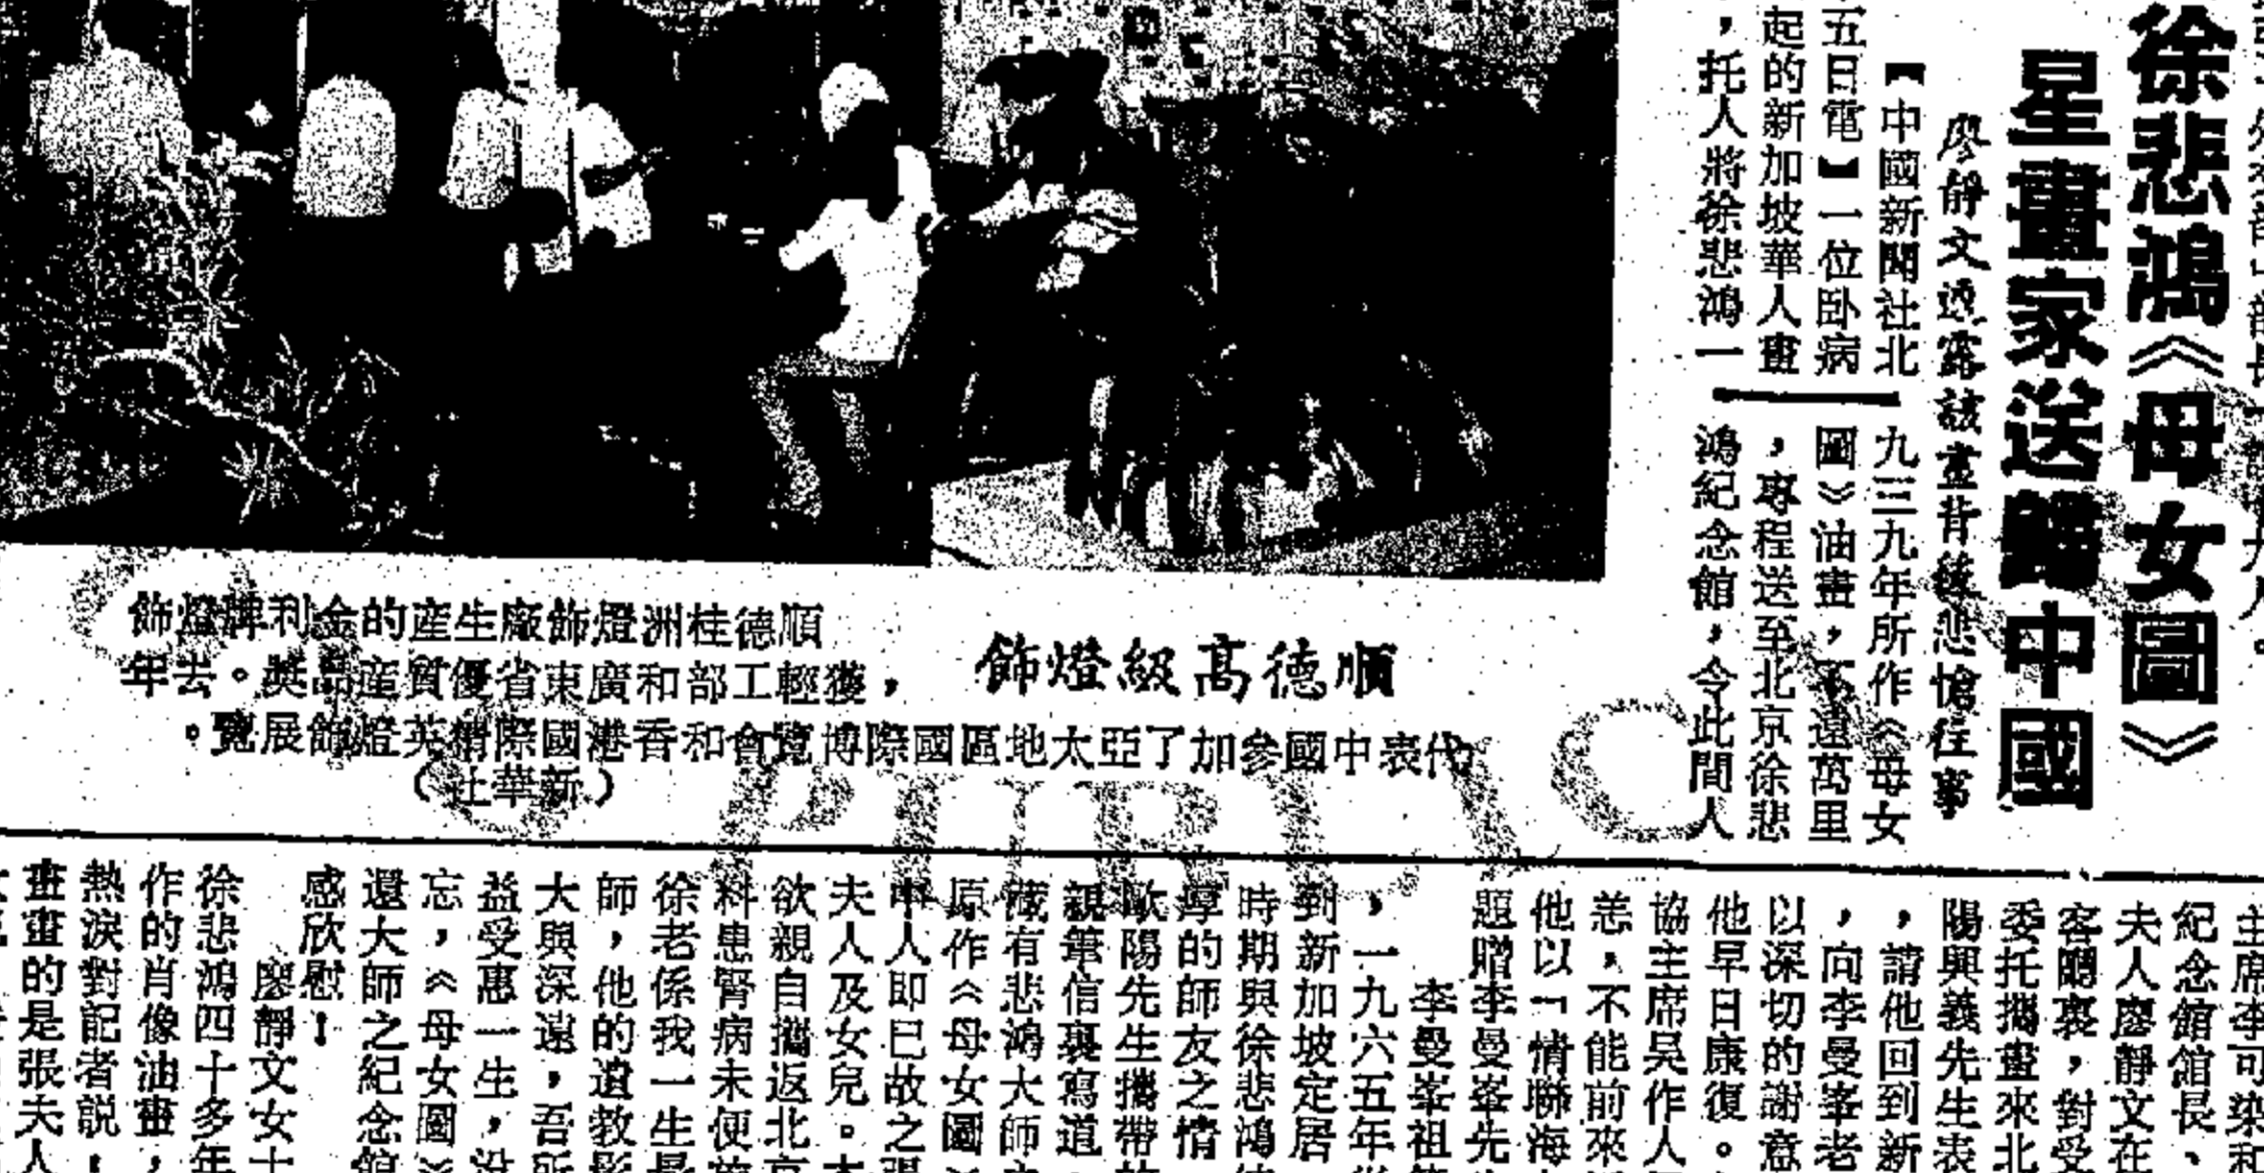 徐悲鴻《母女圖》
星畫家送歸中國
廖靜文透露該畫背後悲愴往事
【中國新聞社北
五日電】一位卧病
起的新加坡華人畫
，托人將徐悲鴻一
九三九年所作《母女
圖》油畫，不遠萬里
，專程送至北京徐悲
鴻紀念館，今此間人
順德高級燈飾
順德桂洲燈飾廠生産的金利牌燈飾
，獲輕工部和廣東省優質産品奬。去年
代表中國參加了亞太地區國際博覽會和香港國際精英燈飾展覽。
（新華社）
主席李可染和
紀念館館長、
夫人廖靜文在
客廳裏，對受
委托攜畫來北
陽興義先生表
，請他回到新
，向李曼峯老
以深切的謝意
他早日康復。
協主席吴作人
恙，不能前來
他以「情聯海
題贈李曼峯先
李曼峯祖
，一九六五年
到新加坡定居
時期與徐悲鴻
厚的師友之情
歐陽先生攜帶
親筆信裏寫道
藏有悲鴻大師
原作《母女圖
中人即已故之
夫人及女兒。
欲親自攜返北
料患腎病未便
徐老係我一生
師，他的遺教
大與深遠，吾
益受惠一生，
忘，《母女圖》
還大師之紀念館
感欣慰！
廖靜文女士
徐悲鴻四十多年
作的肖像油畫，
熱淚對記者説：
畫畫的是張夫人